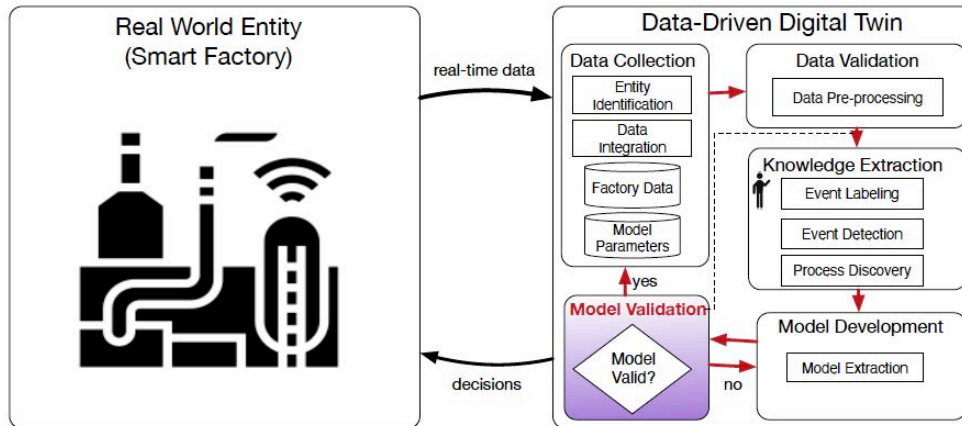 Real World Entity
(Smart Factory)
real-time data
decisions
Data-Driven Digital Twin
Data Collection
Entity
Identification
Data
Integration
Factory Data
Model
Parameters
Data Validation
Data Pre-processing
Knowledge Extraction
Event Labeling
Event Detection
Process Discovery
yes
Model Validation
Model
Valid?
no
Model Development
Model Extraction